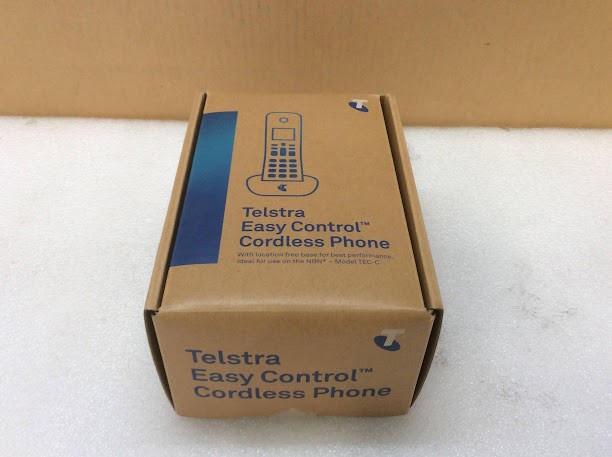 T
Telstra
Easy Control™
Cordless Phone
With location free base for best performance.
Ideal for use on the NBN* – Model TEC-C
T
Telstra
Easy Control™
Cordless Phone